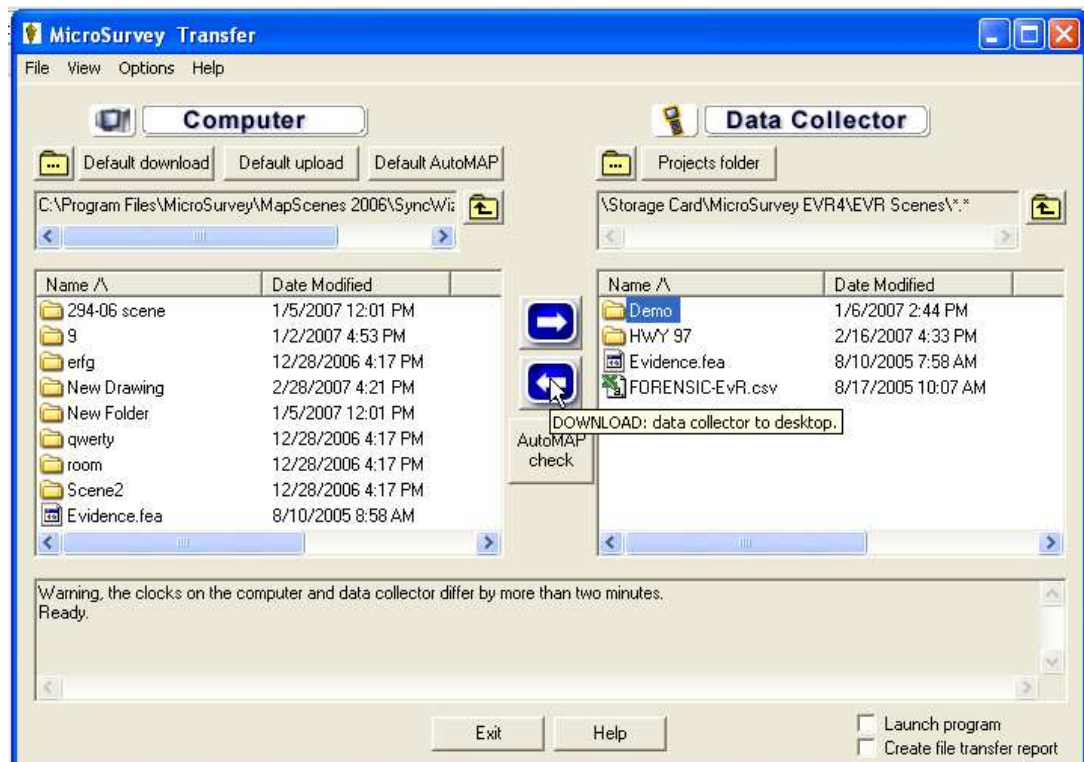 MicroSurvey Transfer
File View Options Help
Computer
Data Collector
Default download Default upload Default AutoMAP
Projects folder
C:\Program Files\MicroSurvey\MapScenes 2006\SyncWi
\Storage Card\MicroSurvey EVR4\EVR Scenes\*.*
Name /\ Date Modified
294-06 scene 1/5/2007 12:01 PM
9 1/2/2007 4:53 PM
erfg 12/28/2006 4:17 PM
New Drawing 2/28/2007 4:21 PM
New Folder 1/5/2007 12:01 PM
qwerty 12/28/2006 4:17 PM
room 12/28/2006 4:17 PM
Scene2 12/28/2006 4:17 PM
Evidence.fea 8/10/2005 8:58 AM
Name /\ Date Modified
Demo 1/6/2007 2:44 PM
HWY 97 2/16/2007 4:33 PM
Evidence.fea 8/10/2005 7:58 AM
FORENSIC-EvR.csv 8/17/2005 10:07 AM
DOWNLOAD: data collector to desktop.
AutoMAP
check
Warning, the clocks on the computer and data collector differ by more than two minutes.
Ready.
Exit Help
Launch program
Create file transfer report